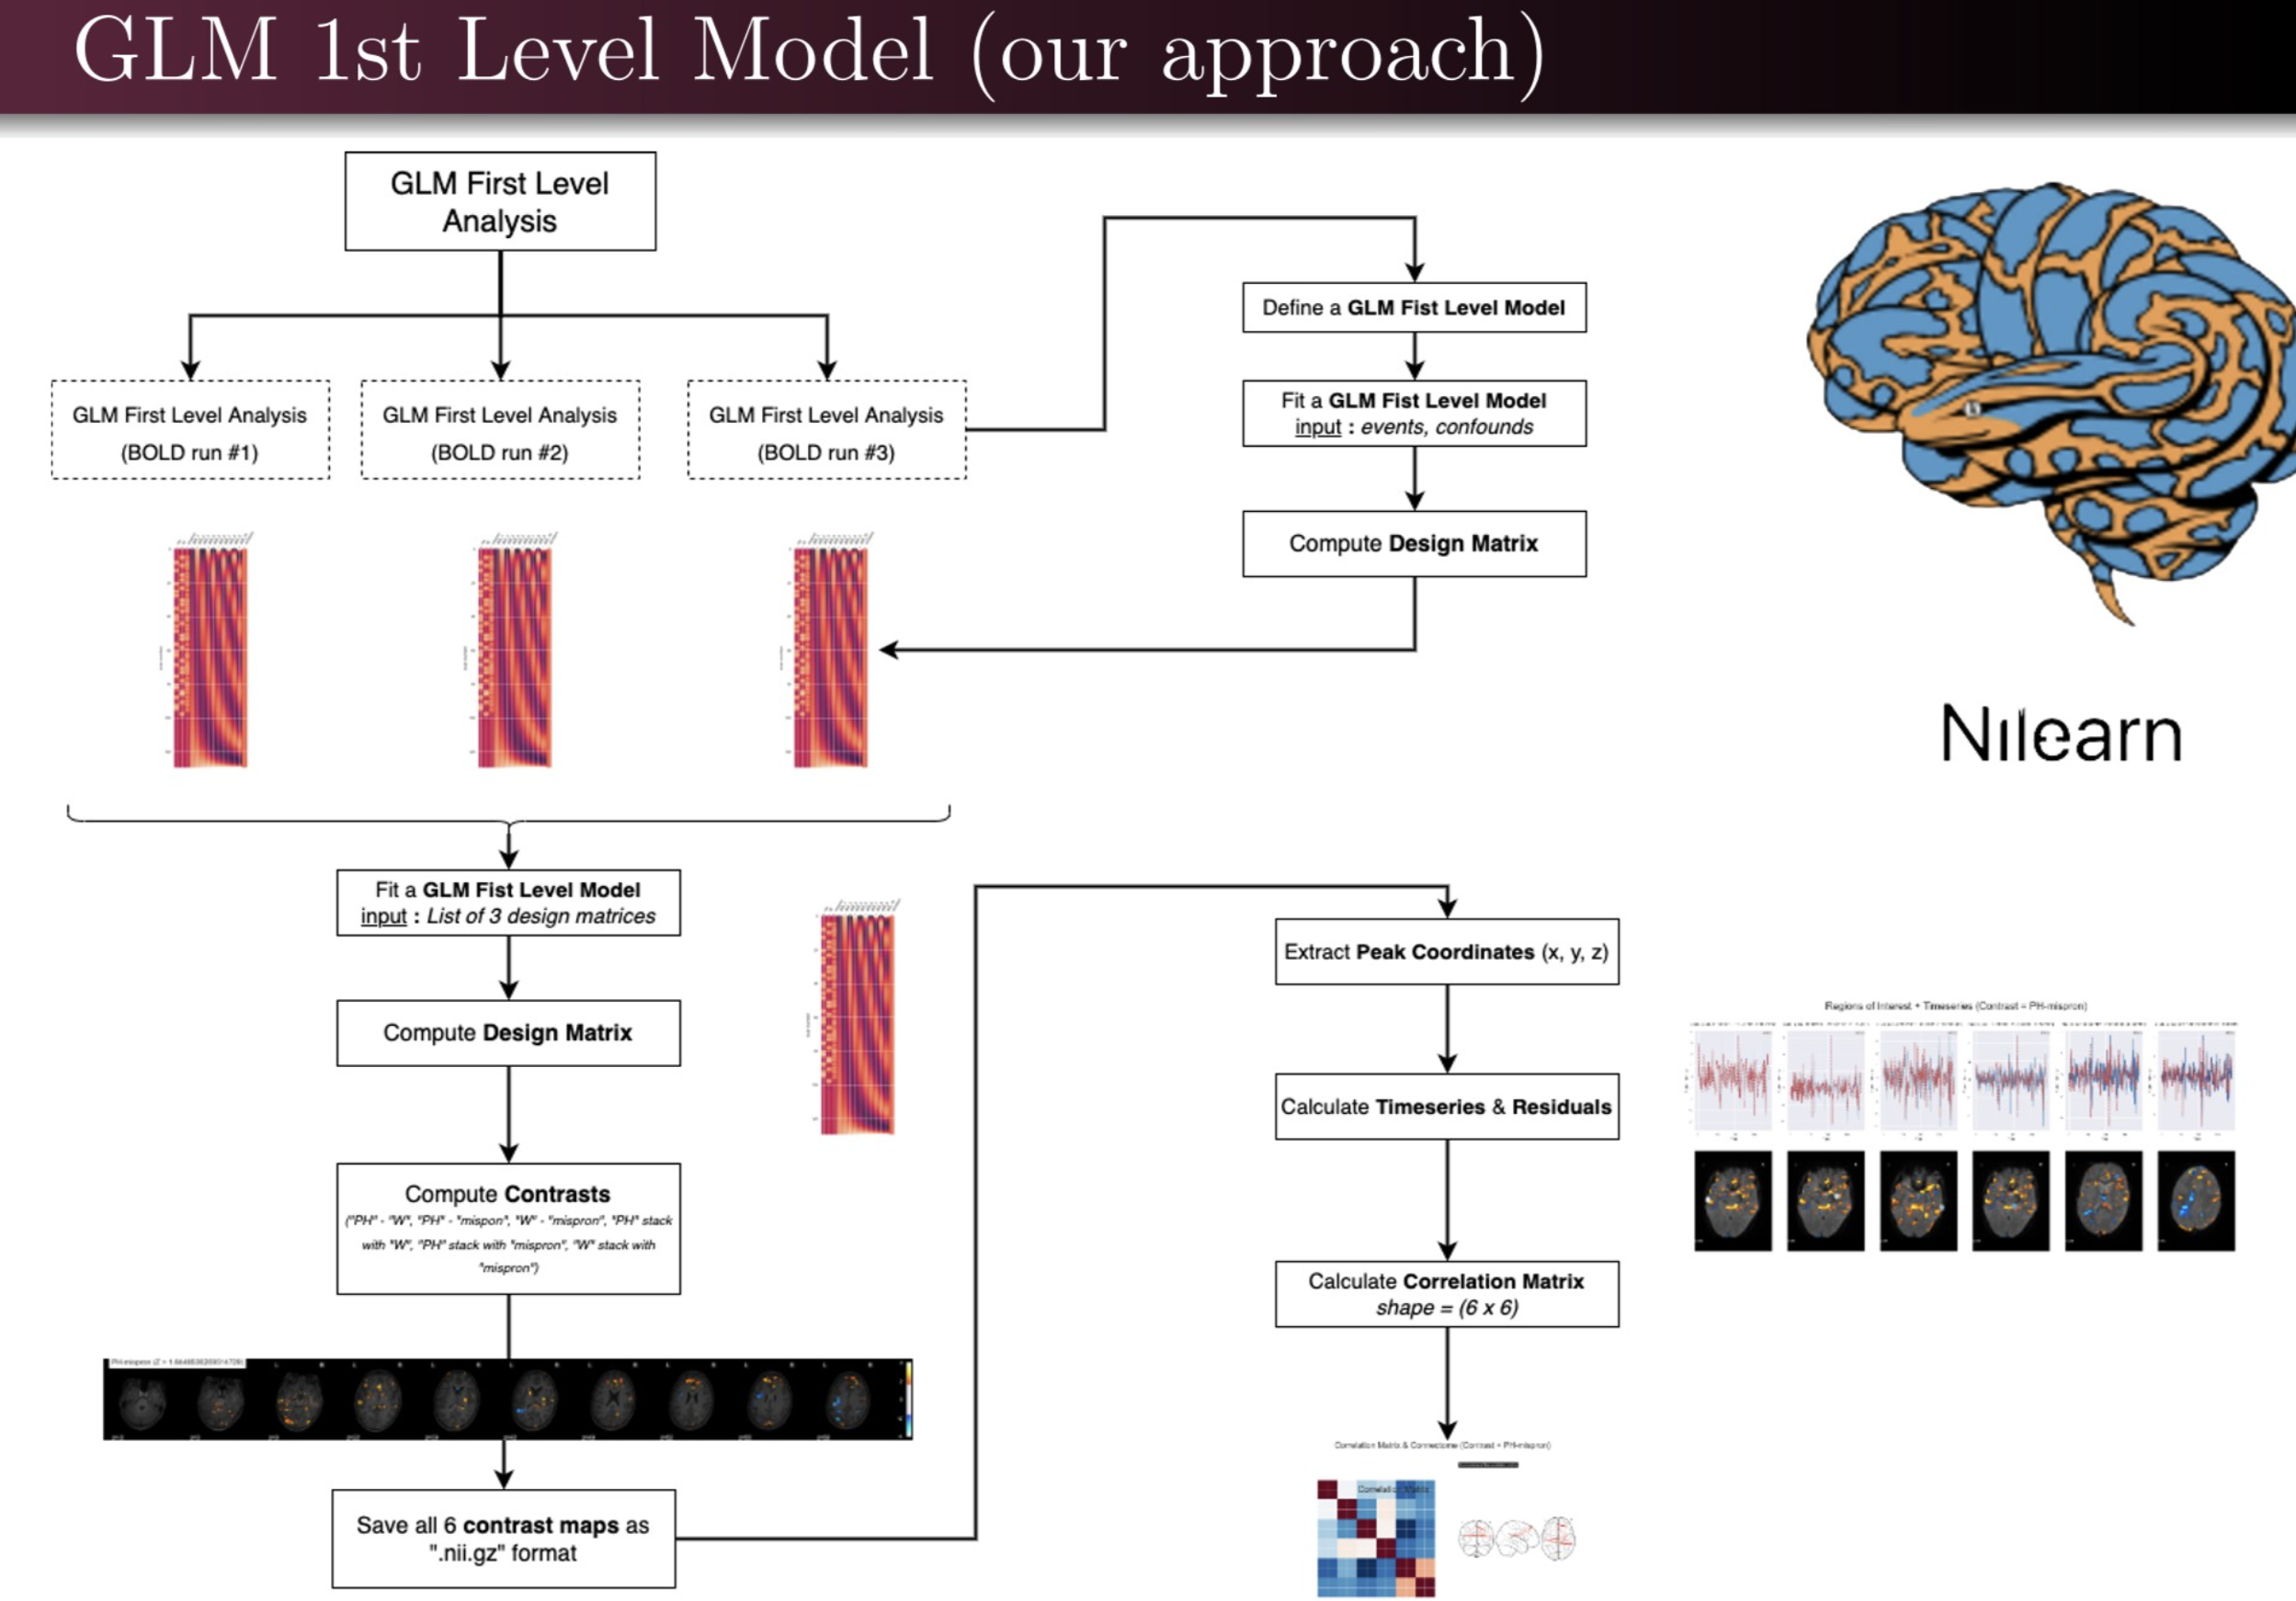 GLM 1st Level Model (our approach)
GLM First Level
Analysis
GLM First Level Analysis
(BOLD run #1)
GLM First Level Analysis
(BOLD run #2)
GLM First Level Analysis
(BOLD run #3)
Define a GLM Fist Level Model
Fit a GLM Fist Level Model
input : events, confounds
Compute Design Matrix
Nilearn
Fit a GLM Fist Level Model
input : List of 3 design matrices
Compute Design Matrix
Compute Contrasts
("PH" - "W", "PH" - "mispon", "W" - "mispron", "PH" stack
with "W", "PH" stack with "mispron", "W" stack with
"mispron")
Save all 6 contrast maps as
".nii.gz" format
Extract Peak Coordinates (x, y, z)
Calculate Timeseries & Residuals
Calculate Correlation Matrix
shape = (6 x 6)
Regions of Interest + Timeseries (Contrast = PH-mispron)
Correlation Matrix & Connectome (Contrast = PH-mispron)
Correlation Matrix